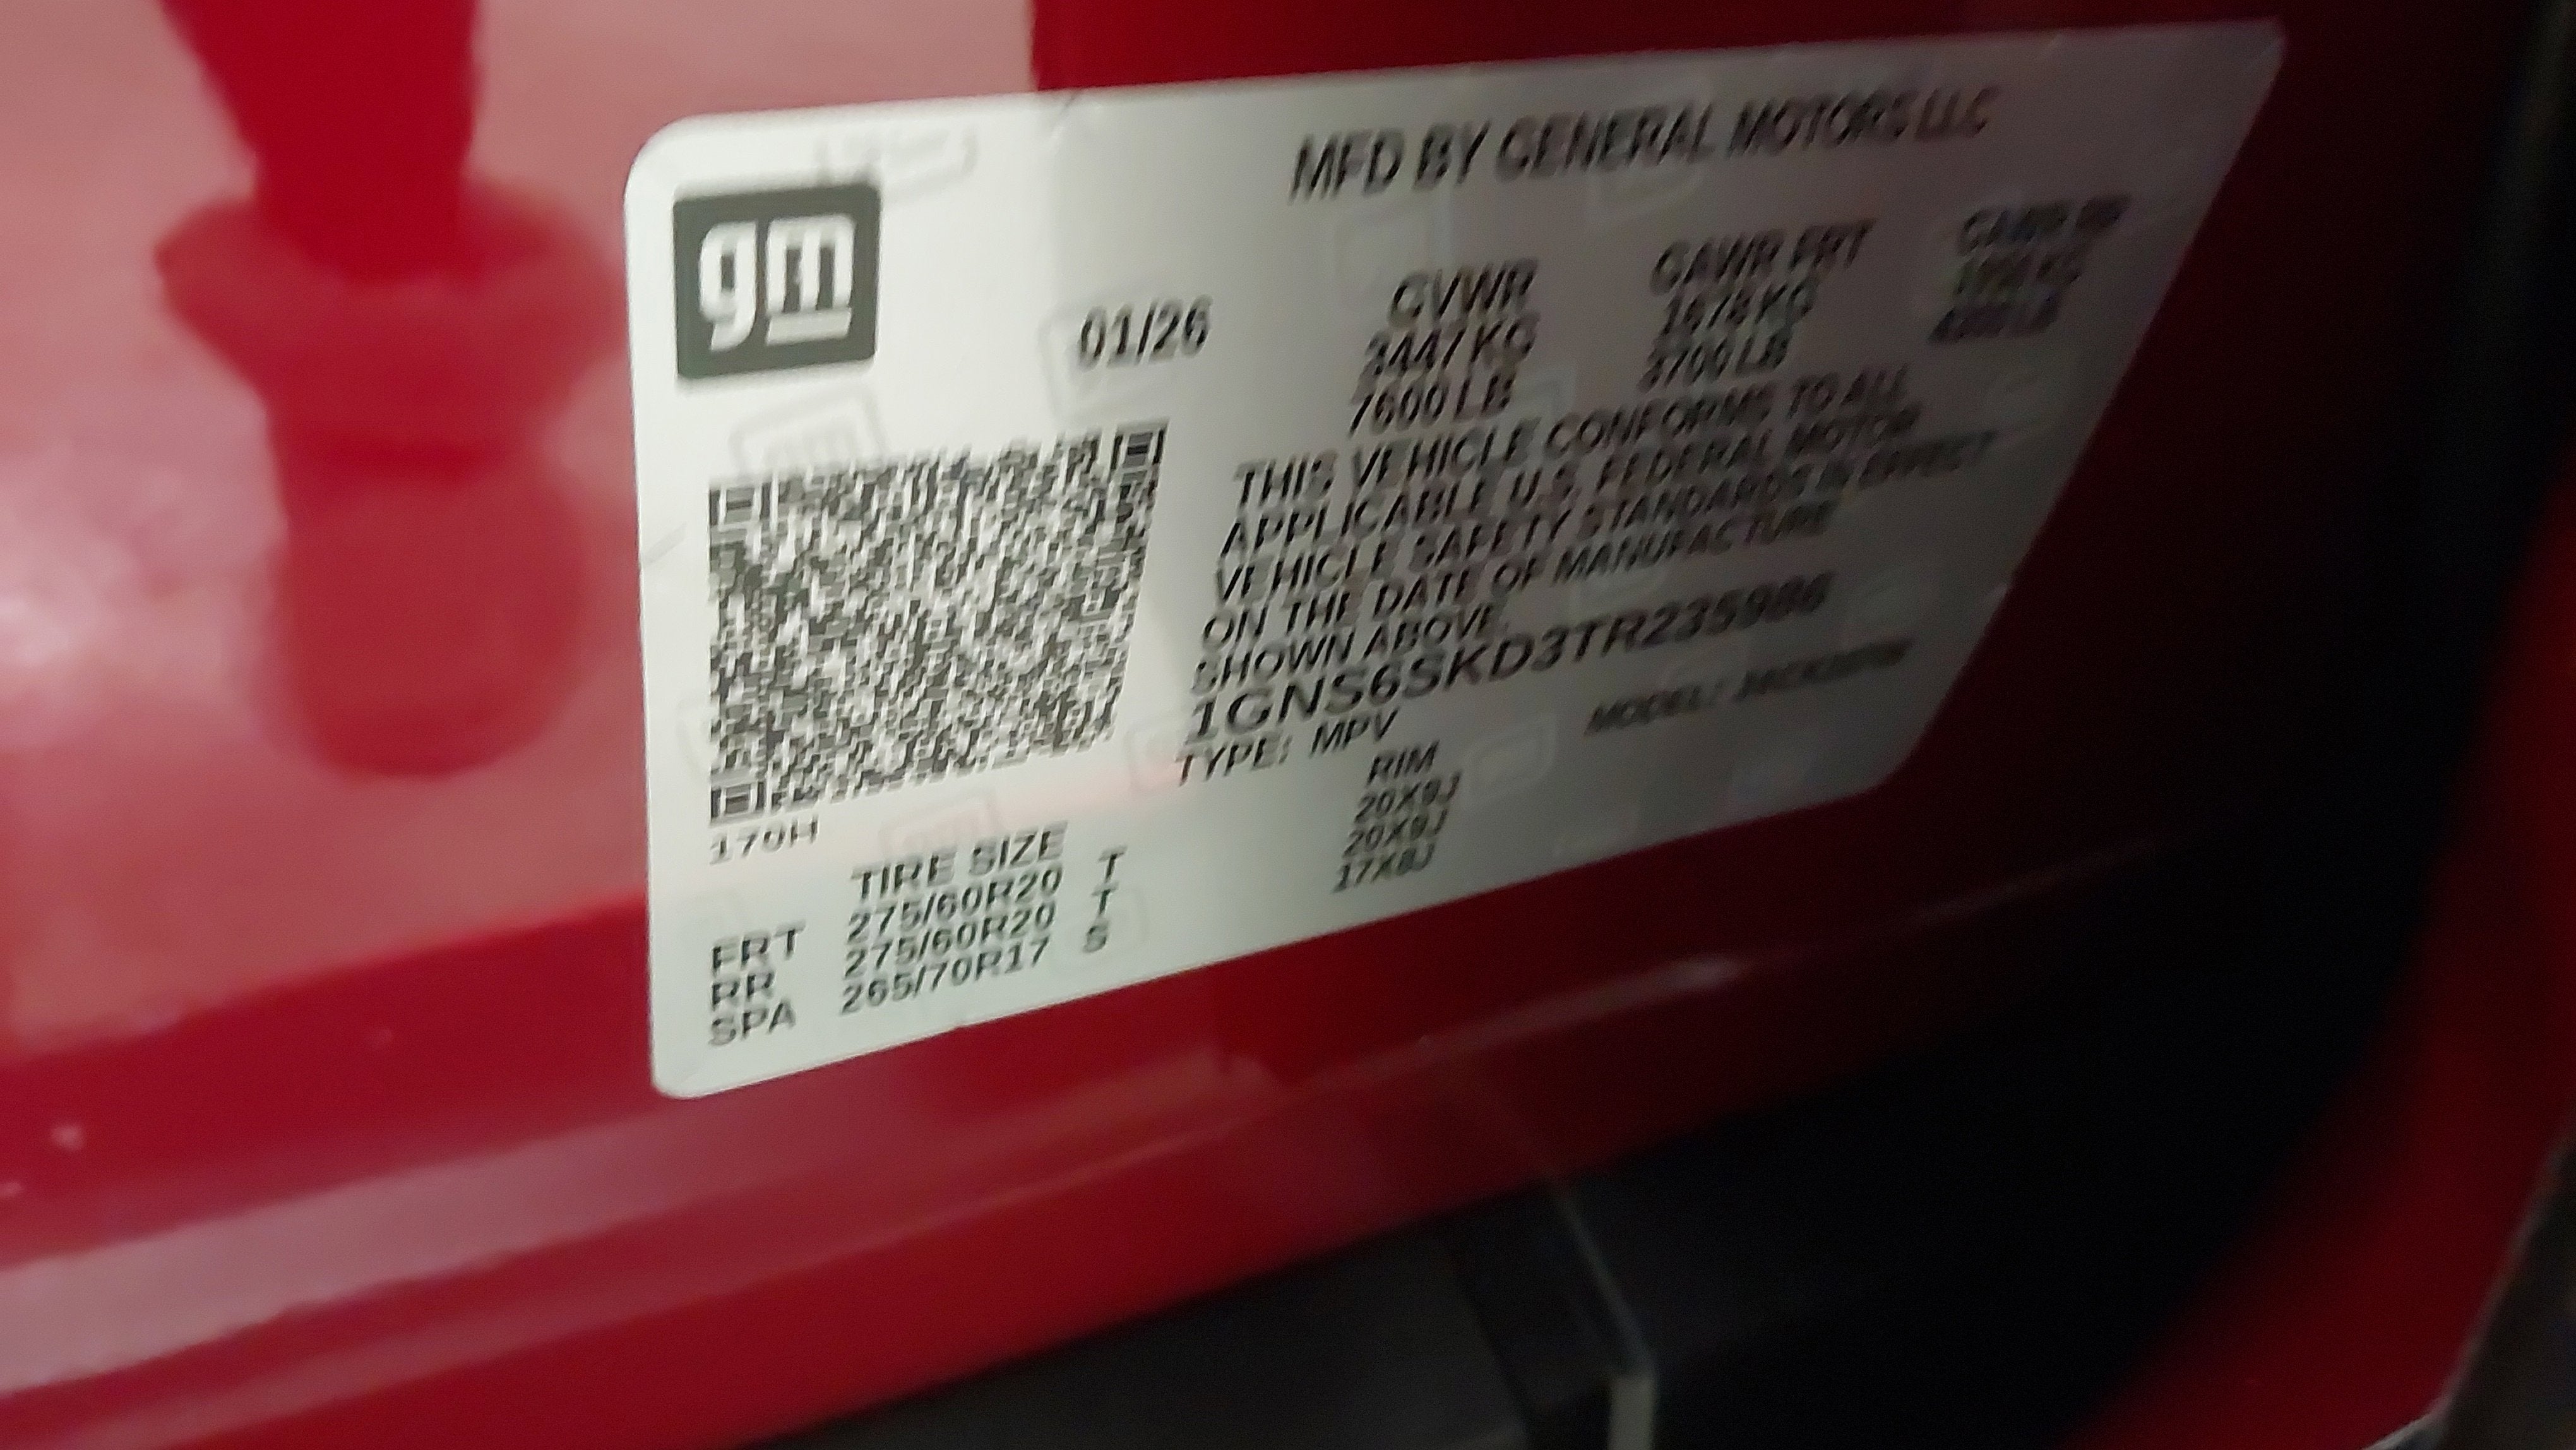 gm
MFD BY GENERAL MOTORS LLC
01/26
GVWR
3447 KG
7600 LB
GAWR FRT
1678 KG
3700 LB
GAWR RR
THIS VEHICLE CONFORMS TO ALL
APPLICABLE U.S. FEDERAL MOTOR
VEHICLE SAFETY STANDARDS IN EFFECT
ON THE DATE OF MANUFACTURE
SHOWN ABOVE.
1GNS6SKD3TR235986
TYPE: MPV MODEL:
170H
TIRE SIZE RIM
FRT 275/60R20 T 20X9J
RR 275/60R20 T 20X9J
SPA 265/70R17 S 17X8J